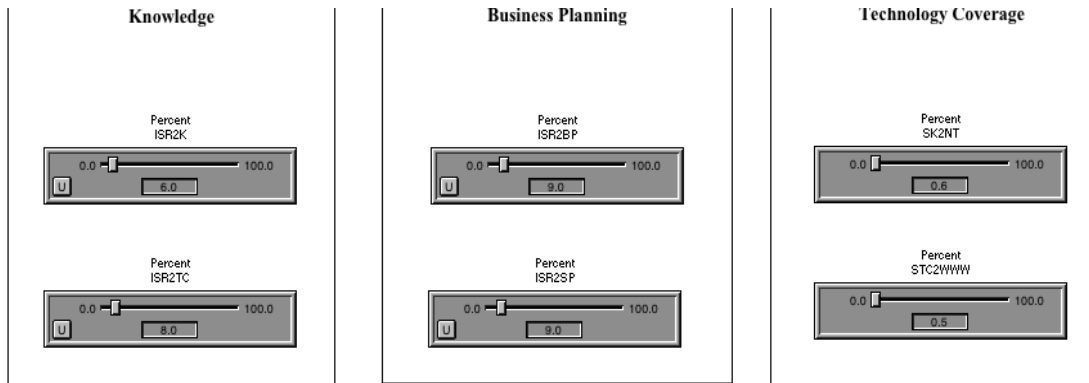 Knowledge
Percent
ISR2K
0.0 100.0
U 6.0
Percent
ISR2TC
0.0 100.0
U 8.0
Business Planning
Percent
ISR2BP
0.0 100.0
U 9.0
Percent
ISR2SP
0.0 100.0
U 9.0
Technology Coverage
Percent
SK2NT
0.0 100.0
0.6
Percent
STC2WWW
0.0 100.0
0.5